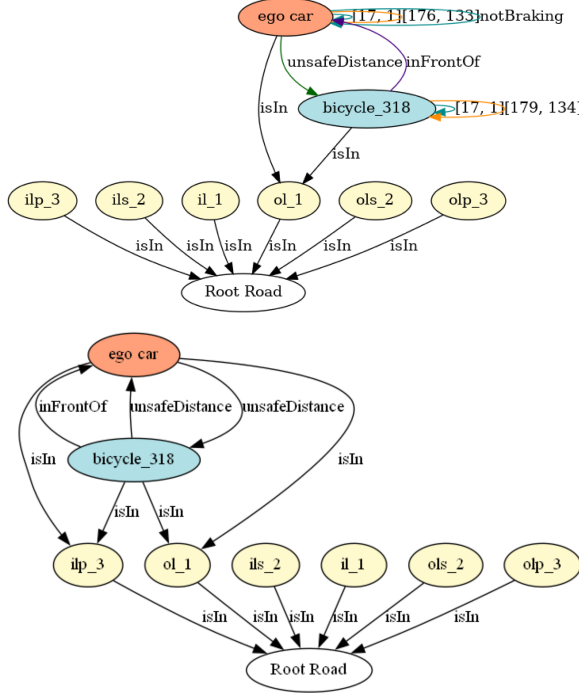 ego car
[17, 1][176, 133]notBraking
unsafeDistance inFrontOf
isIn
bicycle_318
[17, 1][179, 134]
isIn
ilp_3 ils_2 il_1 ol_1 ols_2 olp_3
isIn isIn isIn isIn isIn isIn
Root Road
ego car
inFrontOf unsafeDistance unsafeDistance
isIn
bicycle_318
isIn
isIn isIn
ilp_3 ol_1 ils_2 il_1 ols_2 olp_3
isIn isIn isIn isIn isIn isIn
Root Road